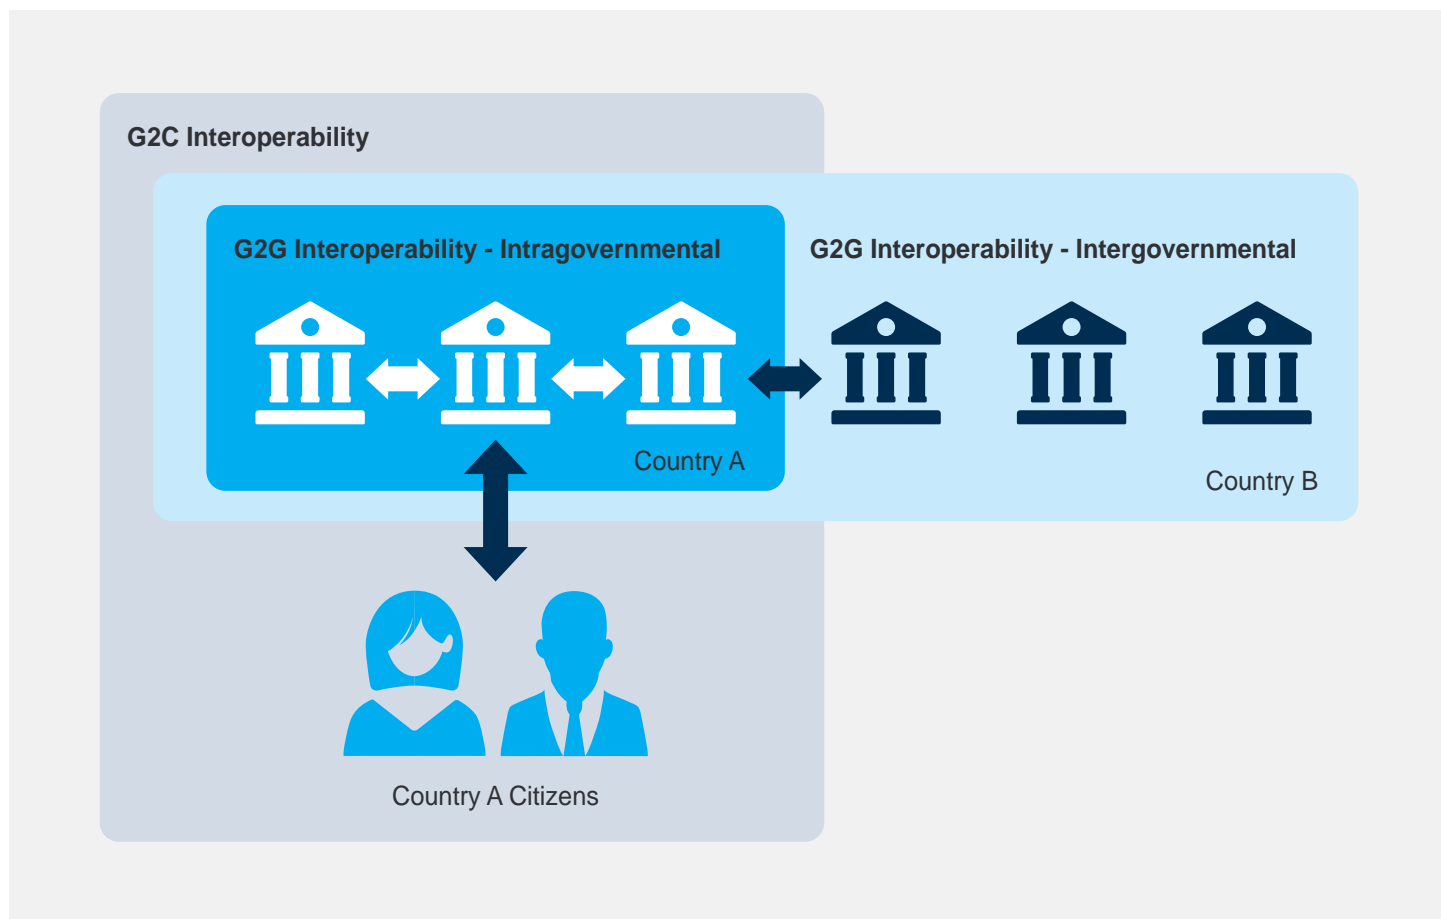 G2C Interoperability
G2G Interoperability - Intragovernmental
G2G Interoperability - Intergovernmental
Country A
Country B
Country A Citizens